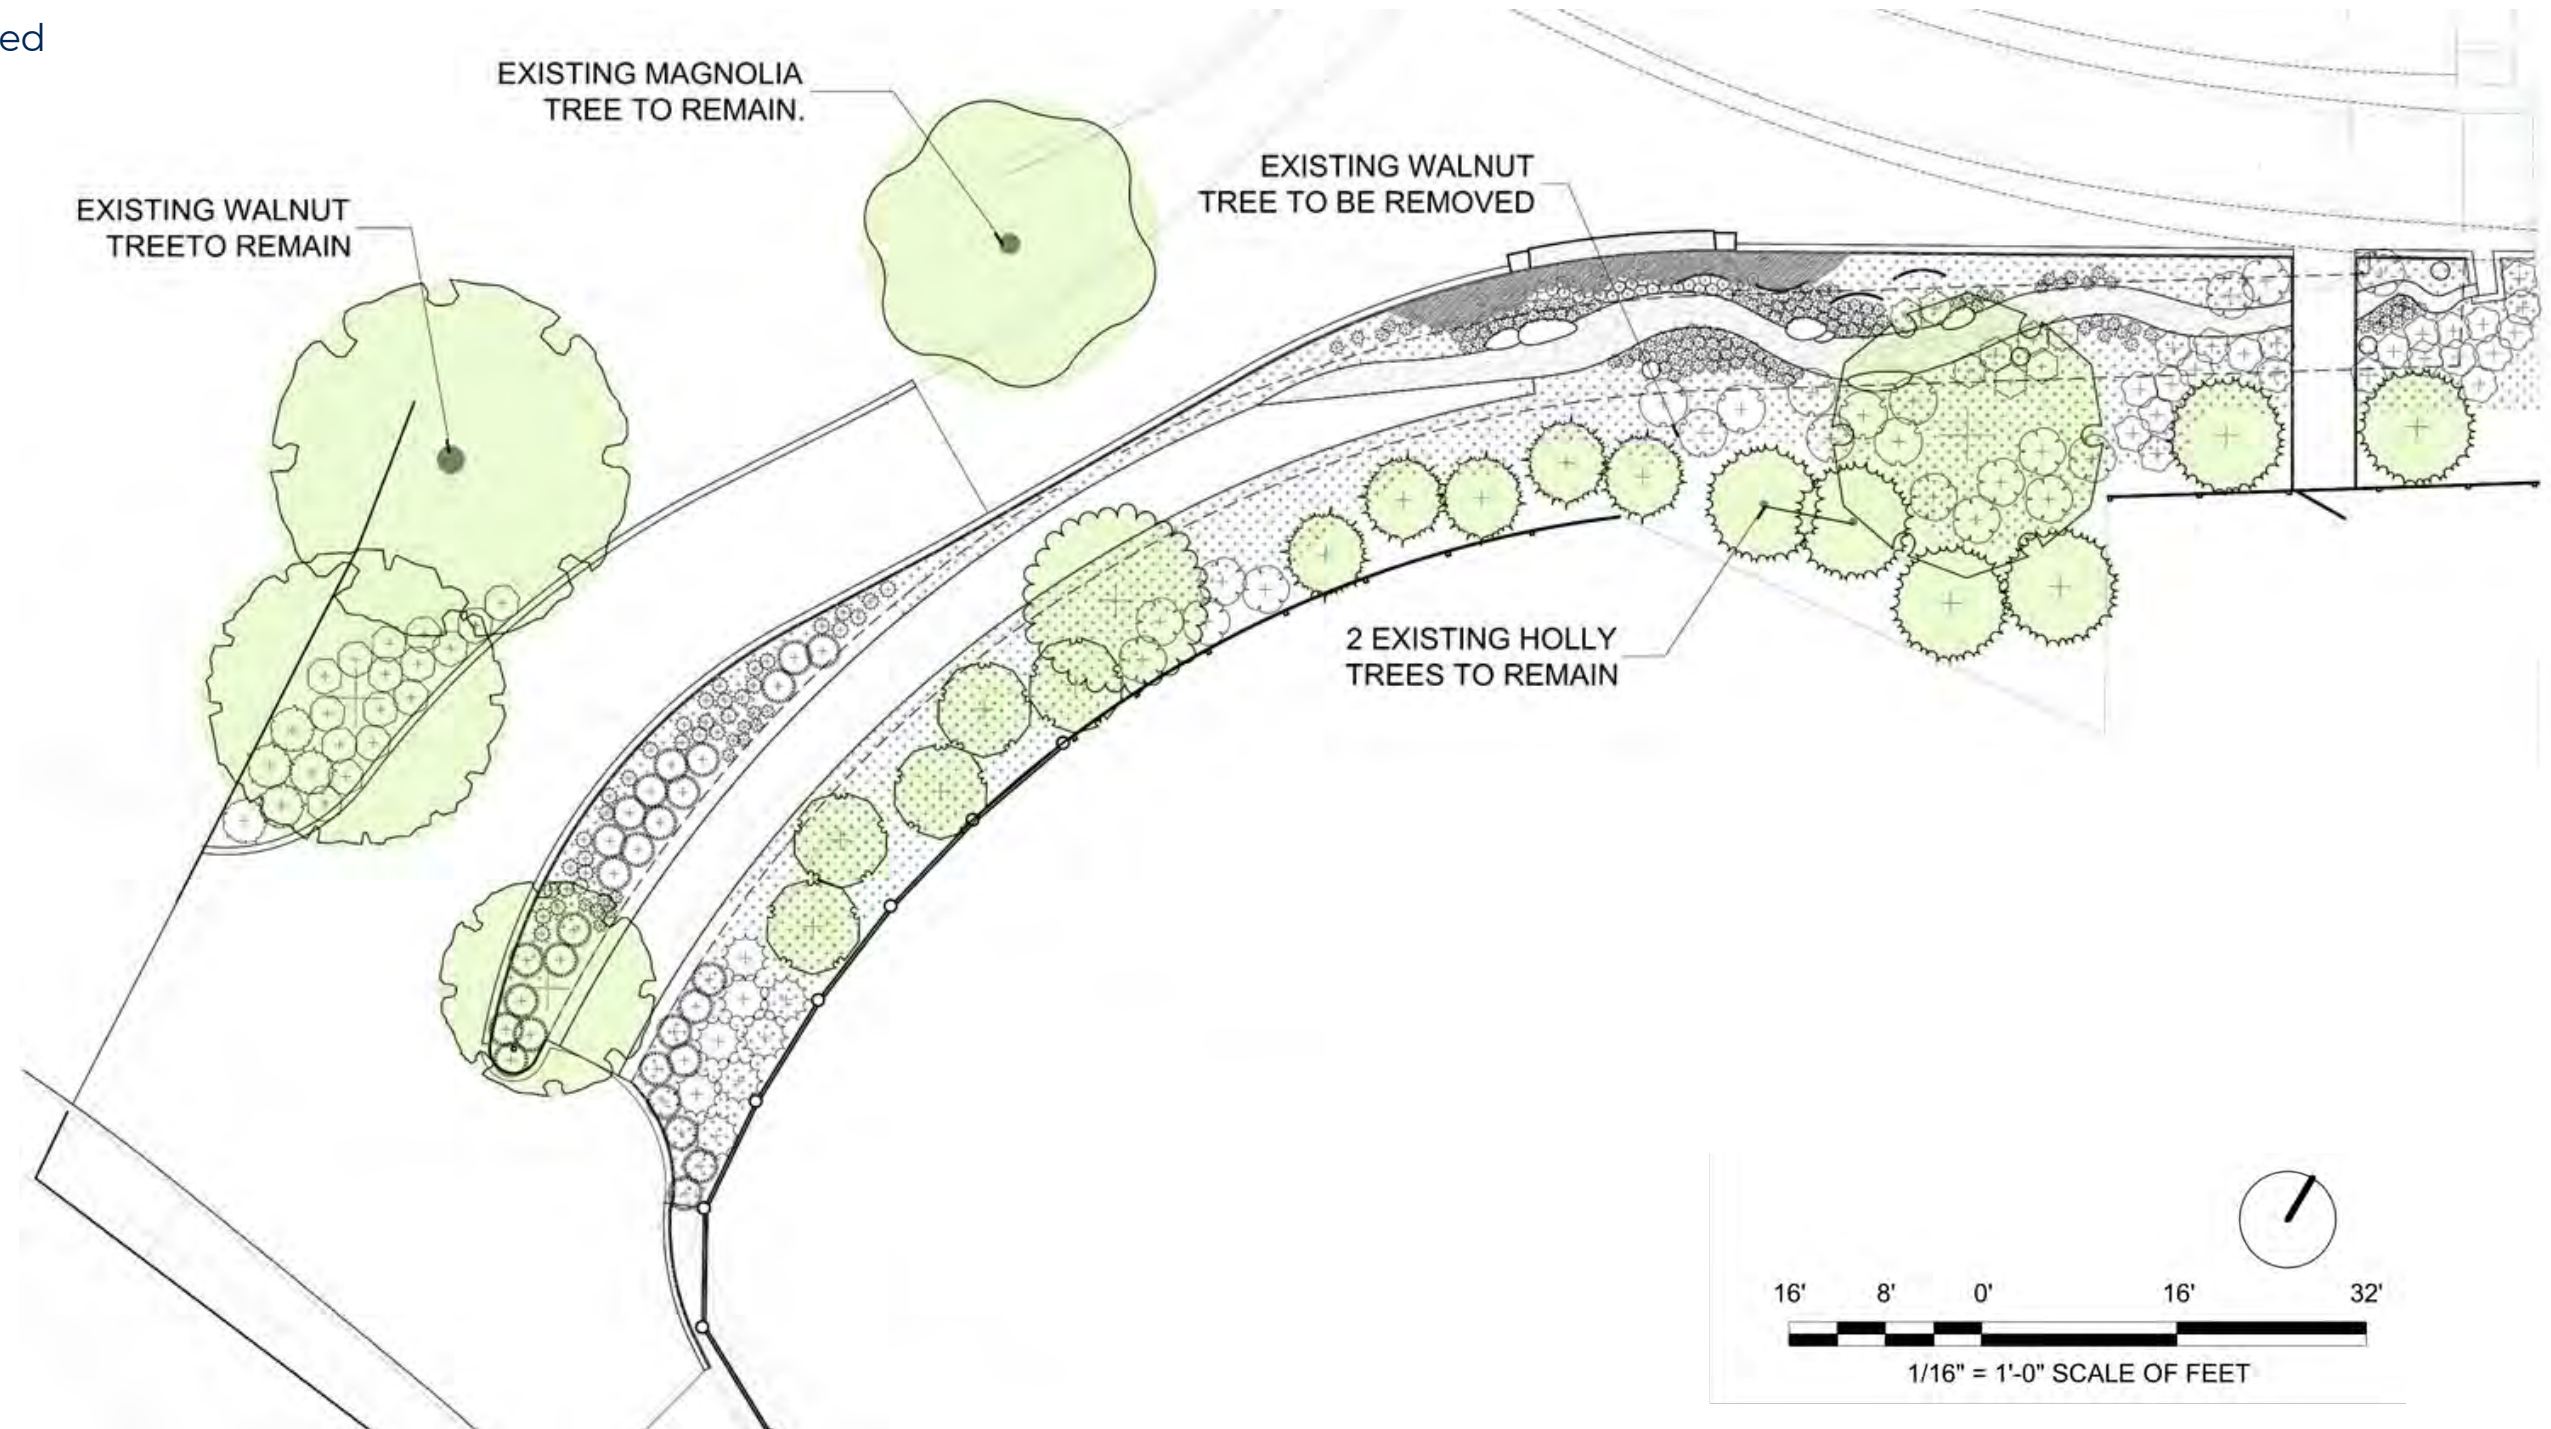 ed
EXISTING MAGNOLIA
TREE TO REMAIN.
EXISTING WALNUT
TREE TO BE REMOVED
EXISTING WALNUT
TREETO REMAIN
2 EXISTING HOLLY
TREES TO REMAIN
16' 8' 0' 16' 32'
1/16" = 1'-0" SCALE OF FEET